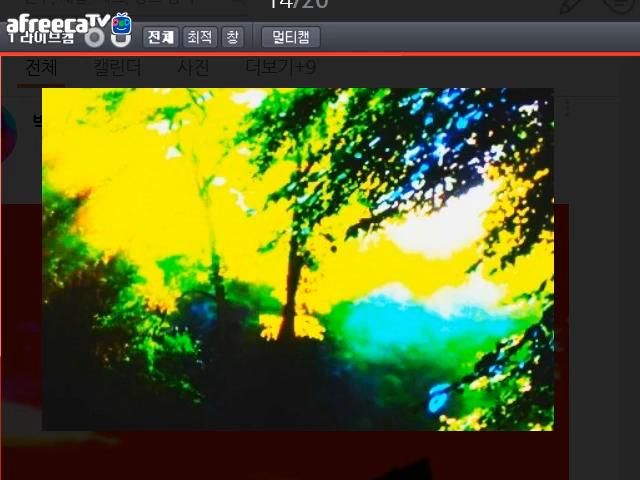 14/20
afreecaTV
1 라이브캠
전체 최적 창 멀티캠
전체 캘린더 사진 더보기+9